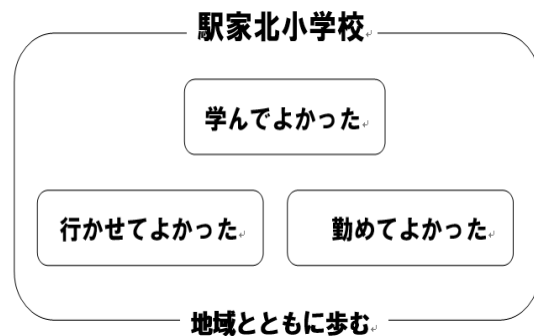 駅家北小学校
学んでよかった
行かせてよかった
勤めてよかった
地域とともに歩む